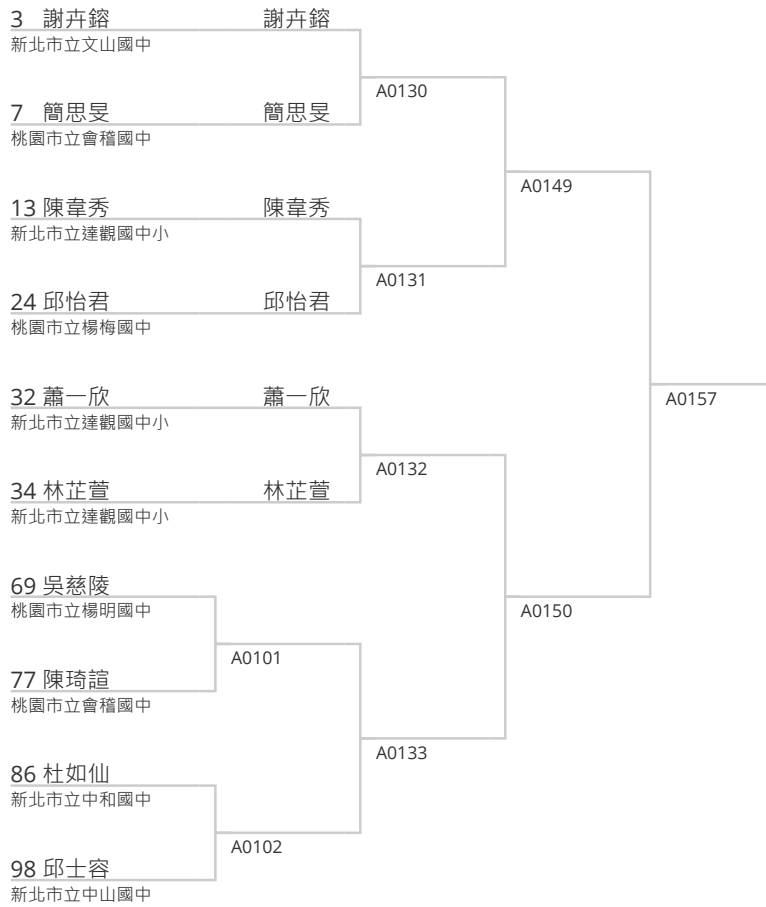 3 謝卉鎔 謝卉鎔
新北市立文山國中
A0130
7 簡思旻 簡思旻
桃園市立會稽國中
A0149
13 陳韋秀 陳韋秀
新北市立達觀國中小
A0131
24 邱怡君 邱怡君
桃園市立楊梅國中
32 蕭一欣 蕭一欣
A0157
新北市立達觀國中小
A0132
34 林芷萱 林芷萱
新北市立達觀國中小
69 吳慈陵
桃園市立楊明國中
A0150
A0101
77 陳琦諠
桃園市立會稽國中
A0133
86 杜如仙
新北市立中和國中
A0102
98 邱士容
新北市立中山國中